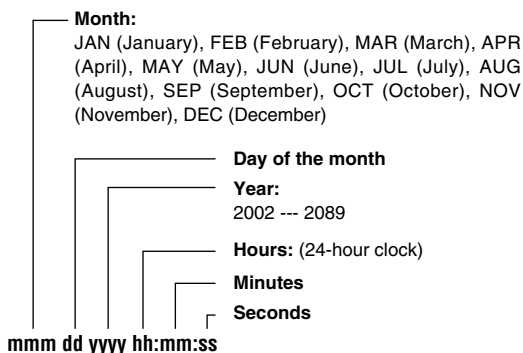 Month:
JAN (January), FEB (February), MAR (March), APR
(April), MAY (May), JUN (June), JUL (July), AUG
(August), SEP (September), OCT (October), NOV
(November), DEC (December)
Day of the month
Year:
2002 --- 2089
Hours: (24-hour clock)
Minutes
Seconds
mmm dd yyyy hh:mm:ss